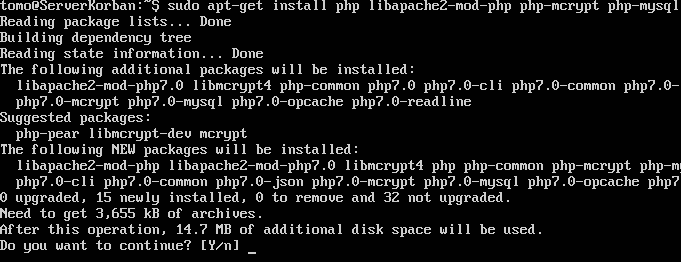 tomo@ServerKorban:~$ sudo apt-get install php libapache2-mod-php php-mcrypt php-mysql
Reading package lists... Done
Building dependency tree
Reading state information... Done
The following additional packages will be installed:
  libapache2-mod-php7.0 libmcrypt4 php-common php7.0 php7.0-cli php7.0-common php7.0-
  php7.0-mcrypt php7.0-mysql php7.0-opcache php7.0-readline
Suggested packages:
  php-pear libmcrypt-dev mcrypt
The following NEW packages will be installed:
  libapache2-mod-php libapache2-mod-php7.0 libmcrypt4 php php-common php-mcrypt php-my
  php7.0-cli php7.0-common php7.0-json php7.0-mcrypt php7.0-mysql php7.0-opcache php7
0 upgraded, 15 newly installed, 0 to remove and 32 not upgraded.
Need to get 3,655 kB of archives.
After this operation, 14.7 MB of additional disk space will be used.
Do you want to continue? [Y/n] _